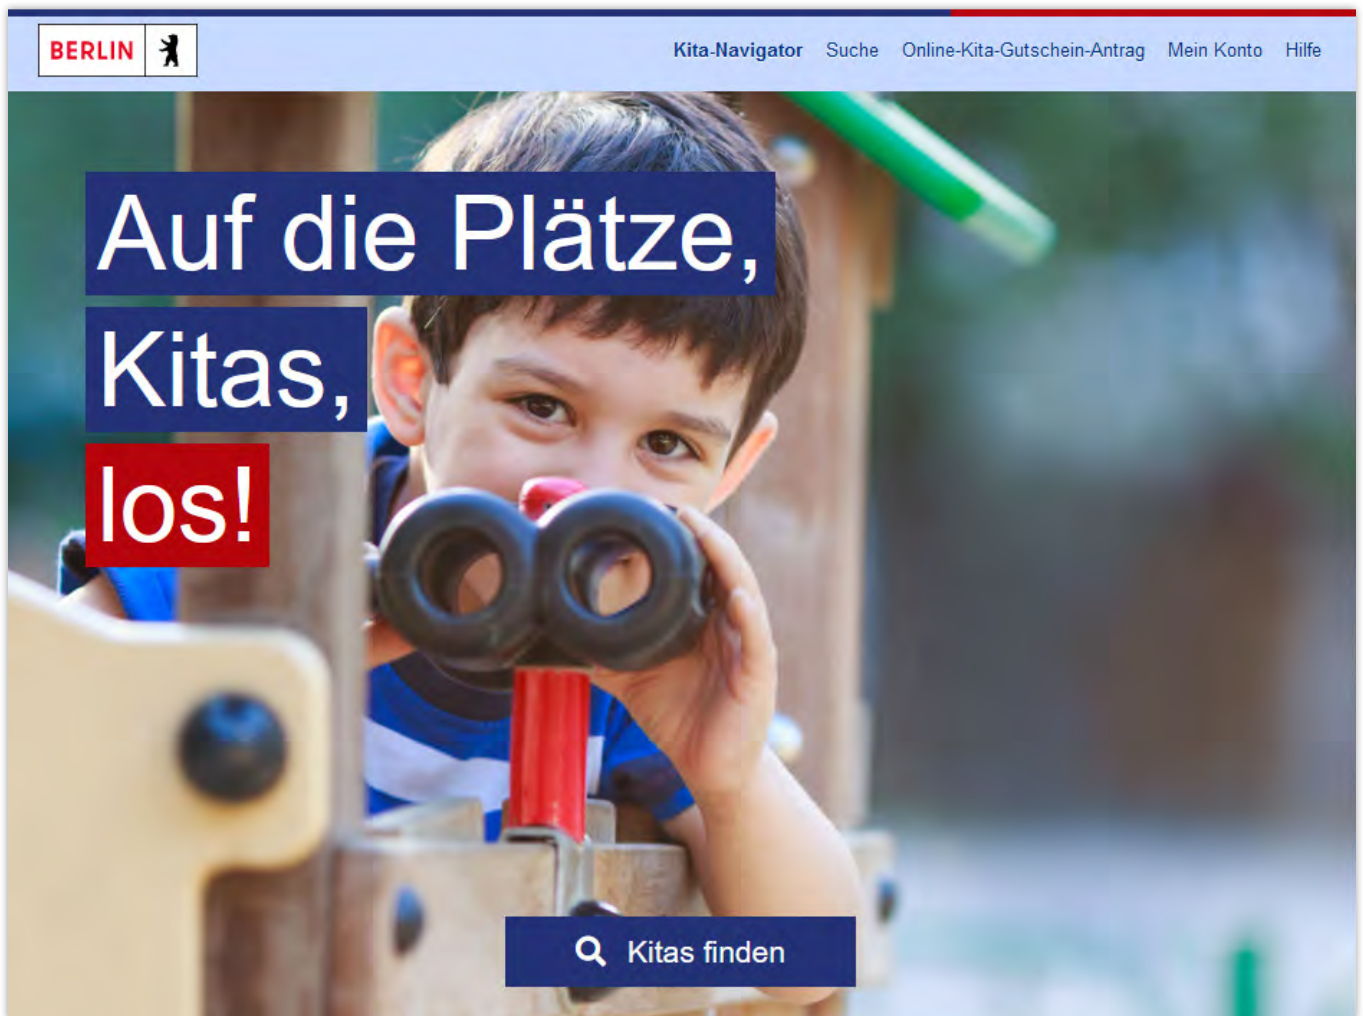 BERLIN
Kita-Navigator Suche Online-Kita-Gutschein-Antrag Mein Konto Hilfe
Auf die Plätze,
Kitas,
los!
Kitas finden